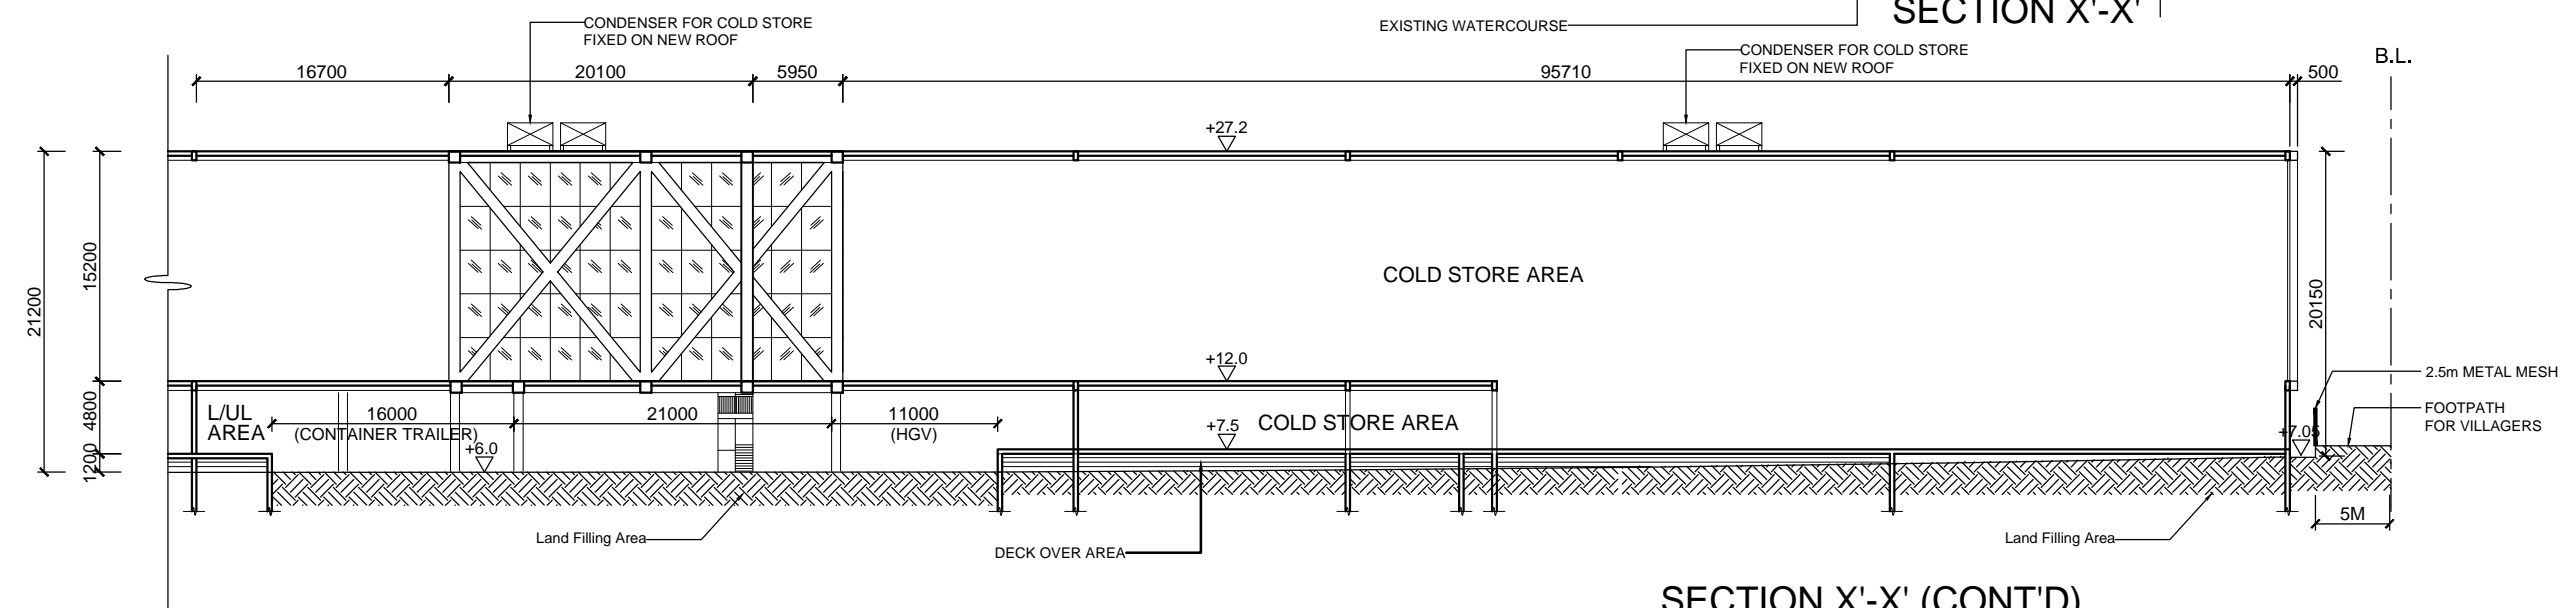 SECTION X'-X'
EXISTING WATERCOURSE
CONDENSER FOR COLD STORE
FIXED ON NEW ROOF
CONDENSER FOR COLD STORE
FIXED ON NEW ROOF
B.L.
16700
20100
5950
95710
500
+27.2
21200
15200
4800
1200
COLD STORE AREA
20150
+12.0
2.5m METAL MESH
FOOTPATH
FOR VILLAGERS
L/UL
AREA
16000
(CONTAINER TRAILER)
21000
11000
(HGV)
COLD STORE AREA
+7.5
+6.0
+7.05
5M
Land Filling Area
DECK OVER AREA
Land Filling Area
SECTION X'-X' (CONT'D)